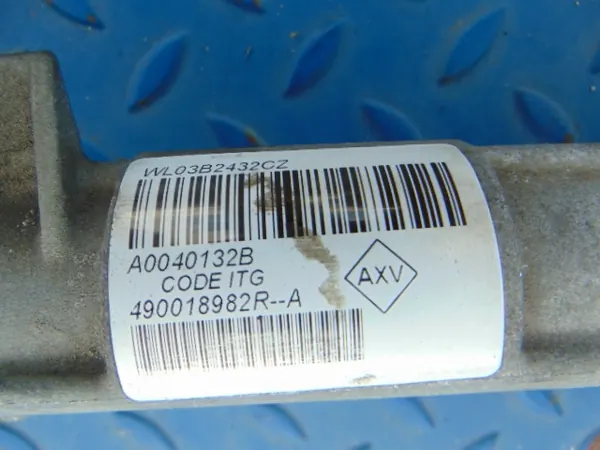 WL03B2432CZ
A0040132B
CODE ITG
AXV
490018982R--A